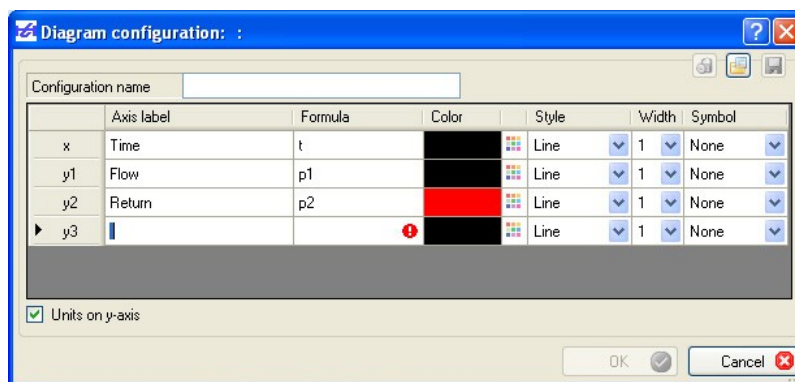 Diagram configuration: :
Configuration name
Axis label Formula Color Style Width Symbol
x Time t Line 1 None
y1 Flow p1 Line 1 None
y2 Return p2 Line 1 None
y3 Line 1 None
Units on y-axis
OK Cancel